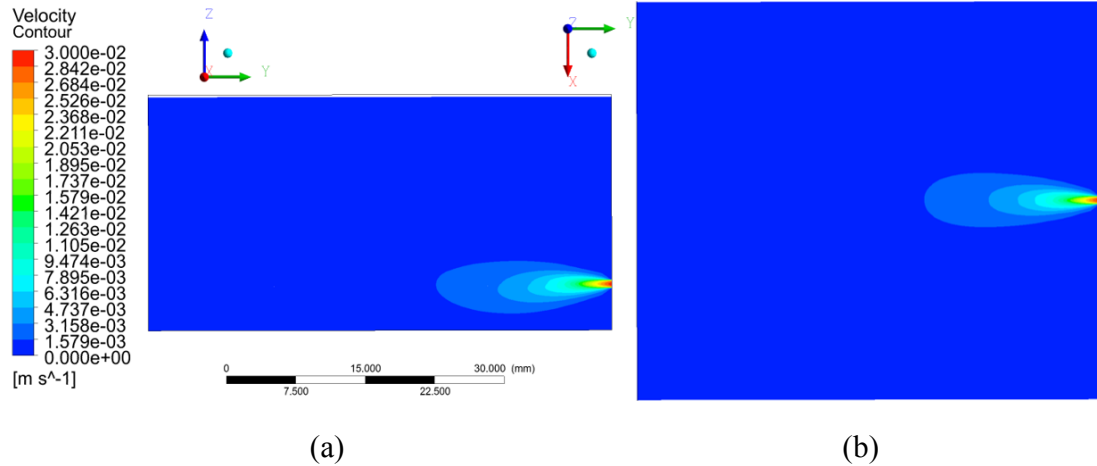 Velocity
Contour
3.000e-02
2.842e-02
2.684e-02
2.526e-02
2.368e-02
2.211e-02
2.053e-02
1.895e-02
1.737e-02
1.579e-02
1.421e-02
1.263e-02
1.105e-02
9.474e-03
7.895e-03
6.316e-03
4.737e-03
3.158e-03
1.579e-03
0.000e+00
[m s^-1]
Z
X
Y
Z
Y
X
0 15.000 30.000 (mm)
7.500 22.500
(a)
(b)